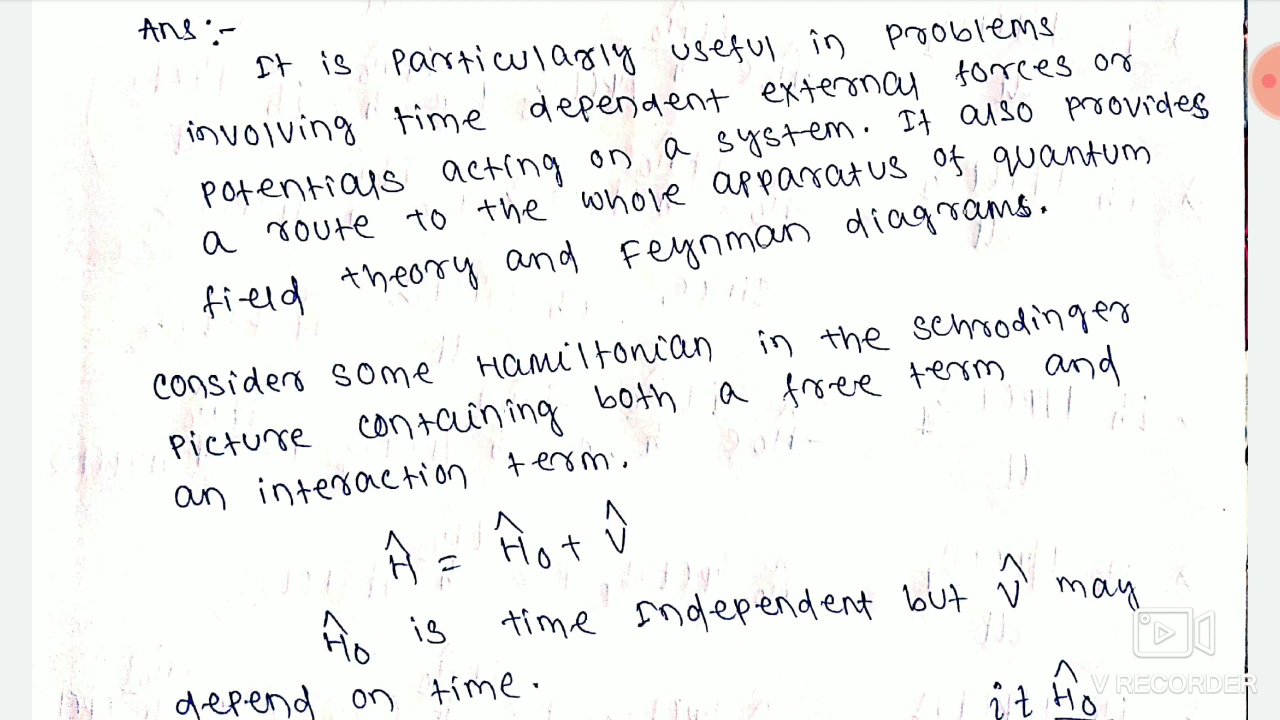 Ans :-
It is particularly useful in problems
involving time dependent external forces or
potentials acting on a system. It also provides
a route to the whole apparatus of quantum
field theory and Feynman diagrams.
consider some Hamiltonian in the schrodinger
picture containing both a free term and
an interaction term.
Ĥ = Ĥ₀ + V̂
Ĥ₀ is time Independent but V̂ may
depend on time.
it Ĥ₀
V RECORDER